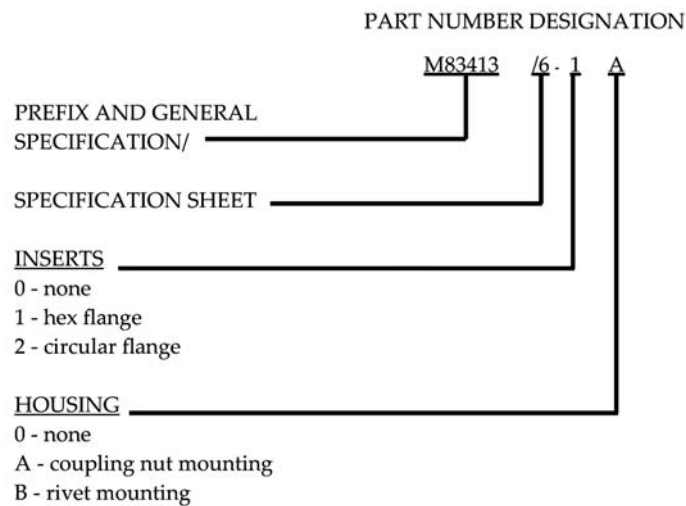 PART NUMBER DESIGNATION
M83413 /6 - 1 A
PREFIX AND GENERAL
SPECIFICATION/
SPECIFICATION SHEET
INSERTS
0 - none
1 - hex flange
2 - circular flange
HOUSING
0 - none
A - coupling nut mounting
B - rivet mounting